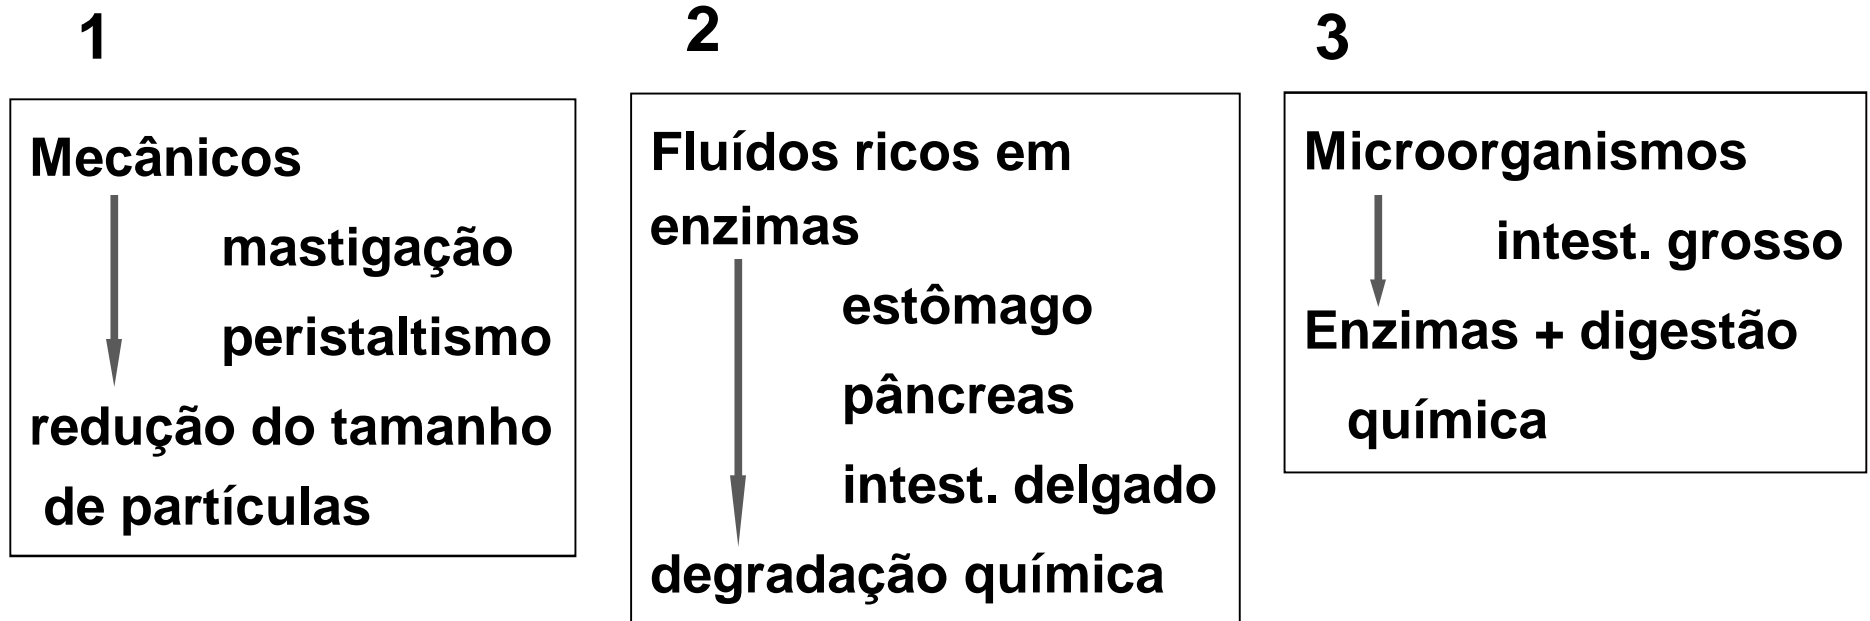 1
Mecânicos
mastigação
peristaltismo
redução do tamanho
de partículas
2
Fluídos ricos em
enzimas
estômago
pâncreas
intest. delgado
degradação química
3
Microorganismos
intest. grosso
Enzimas + digestão
química